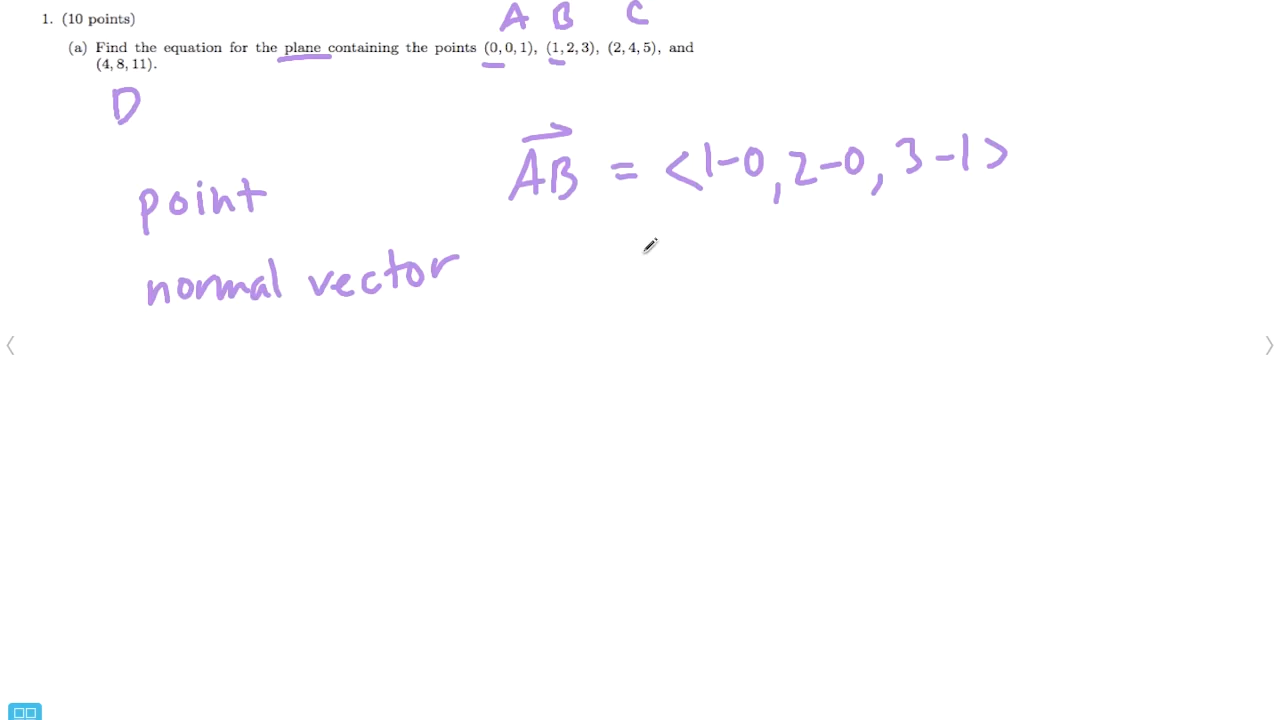 A B C
1. (10 points)
(a) Find the equation for the plane containing the points (0, 0, 1), (1, 2, 3), (2, 4, 5), and
(4, 8, 11).
D
AB = <1-0, 2-0, 3-1>
point
normal vector